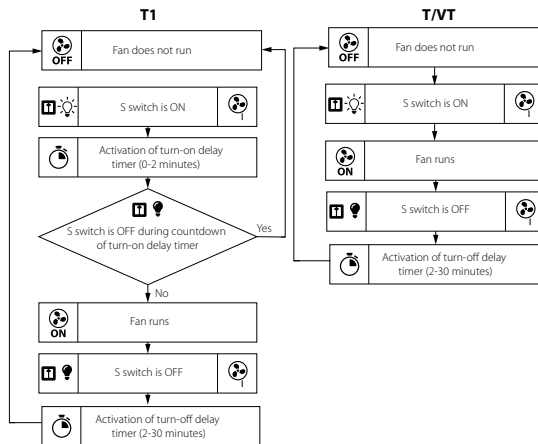 T1
OFF
Fan does not run
S switch is ON
I
Activation of turn-on delay
timer (0-2 minutes)
S switch is OFF during countdown
of turn-on delay timer
Yes
No
ON
Fan runs
S switch is OFF
I
Activation of turn-off delay
timer (2-30 minutes)
T/VT
OFF
Fan does not run
S switch is ON
I
ON
Fan runs
S switch is OFF
I
Activation of turn-off delay
timer (2-30 minutes)